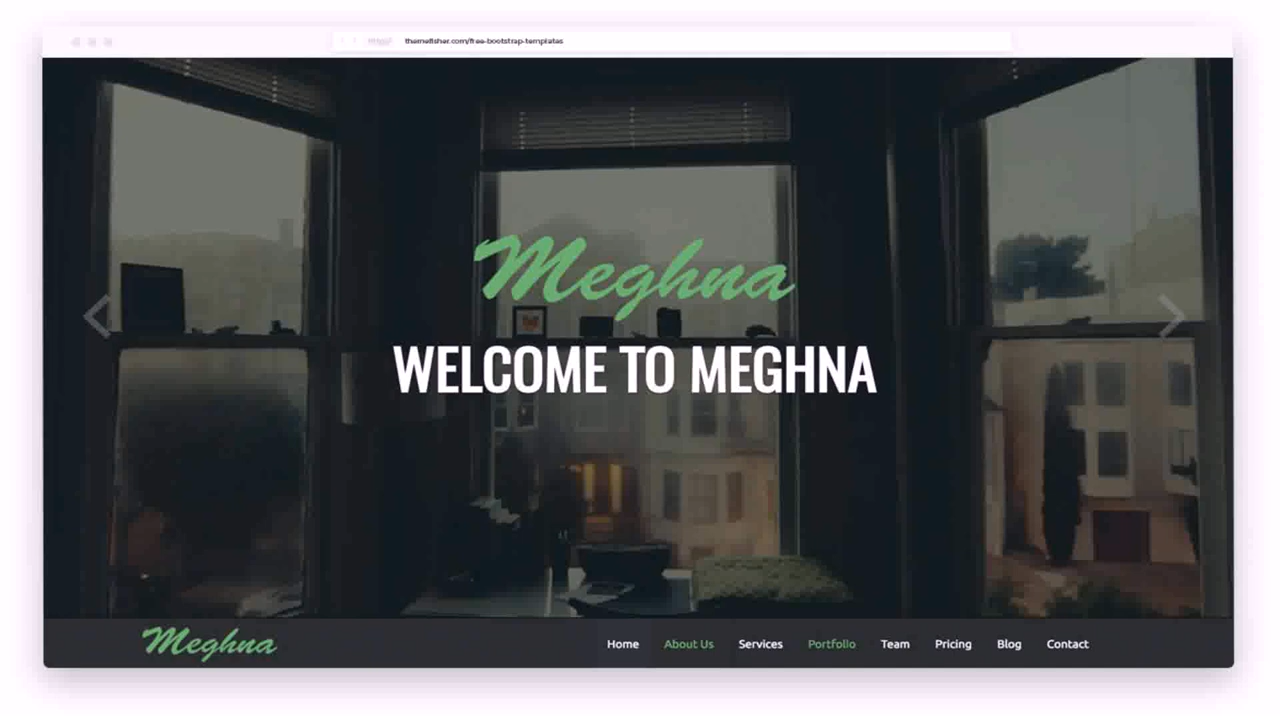 themefisher.com/free-bootstrap-templates
Meghna
WELCOME TO MEGHNA
Meghna
Home About Us Services Portfolio Team Pricing Blog Contact